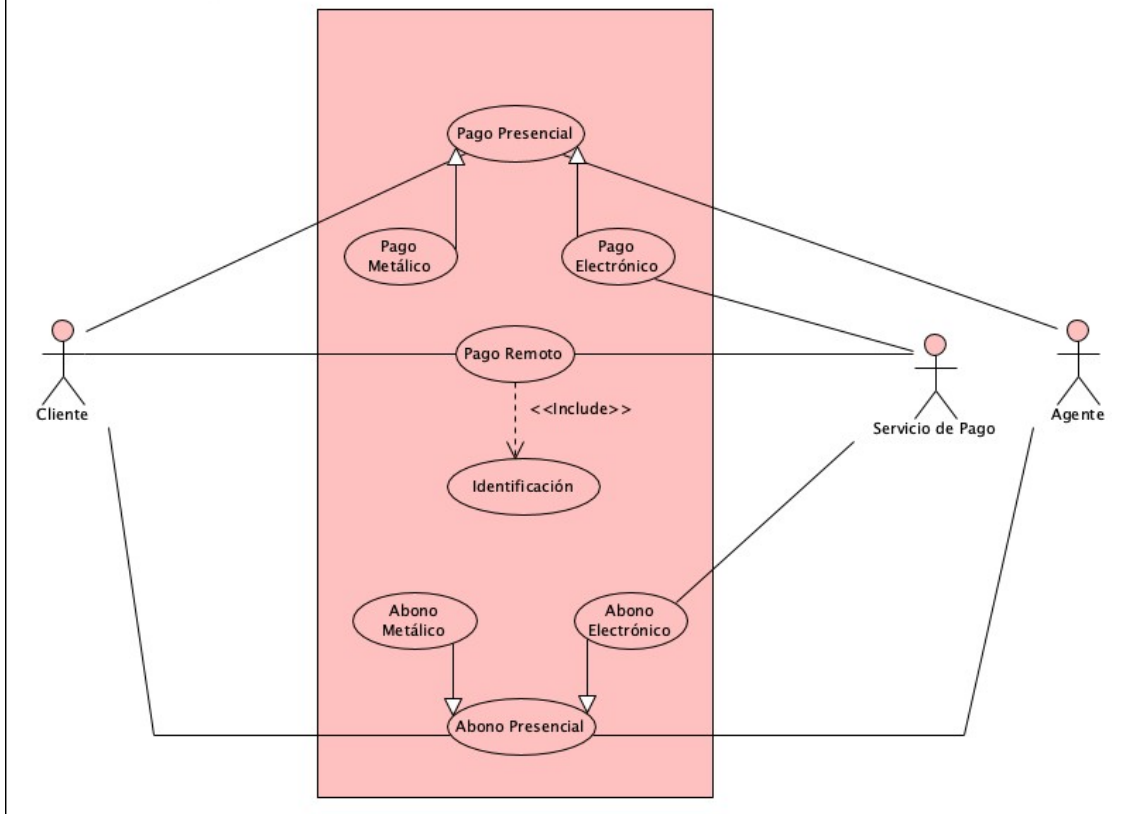 Pago Presencial
Pago
Metálico
Pago
Electrónico
Pago Remoto
<<Include>>
Cliente
Servicio de Pago
Agente
Identificación
Abono
Metálico
Abono
Electrónico
Abono Presencial